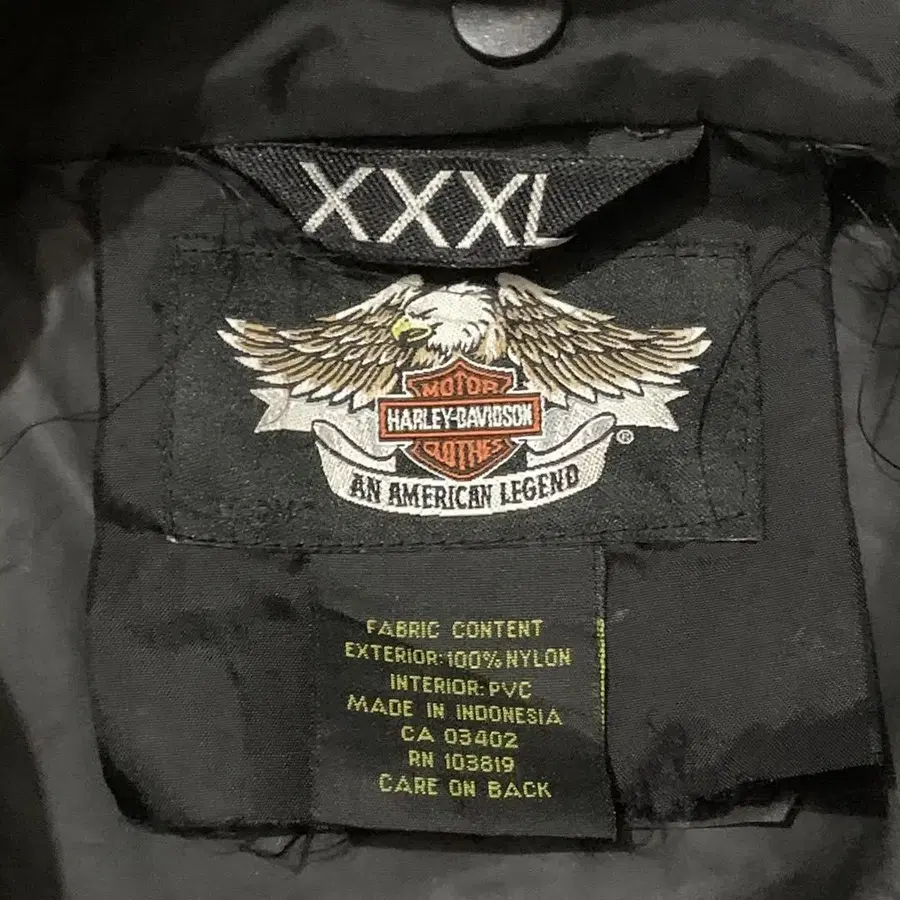 XXXL
MOTOR
HARLEY-DAVIDSON
CLOTHES
®
AN AMERICAN LEGEND
FABRIC CONTENT
EXTERIOR: 100% NYLON
INTERIOR: PVC
MADE IN INDONESIA
CA 03402
RN 103819
CARE ON BACK